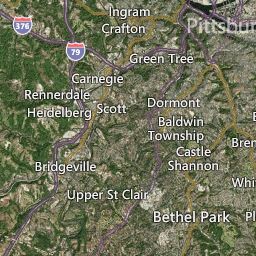 Ingram
Pittsbu
376
Crafton
79
Green Tree
Carnegie
Rennerdale
Dormont
Heidelberg
Scott
Baldwin
Township
Bren
Castle
Shannon
Bridgeville
Whi
Upper St Clair
Bethel Park
Pl